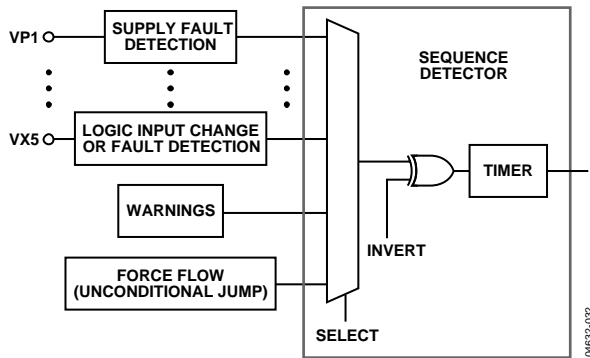 VP1
SUPPLY FAULT
DETECTION
VX5
LOGIC INPUT CHANGE
OR FAULT DETECTION
WARNINGS
FORCE FLOW
(UNCONDITIONAL JUMP)
SEQUENCE
DETECTOR
TIMER
INVERT
SELECT
04632-032